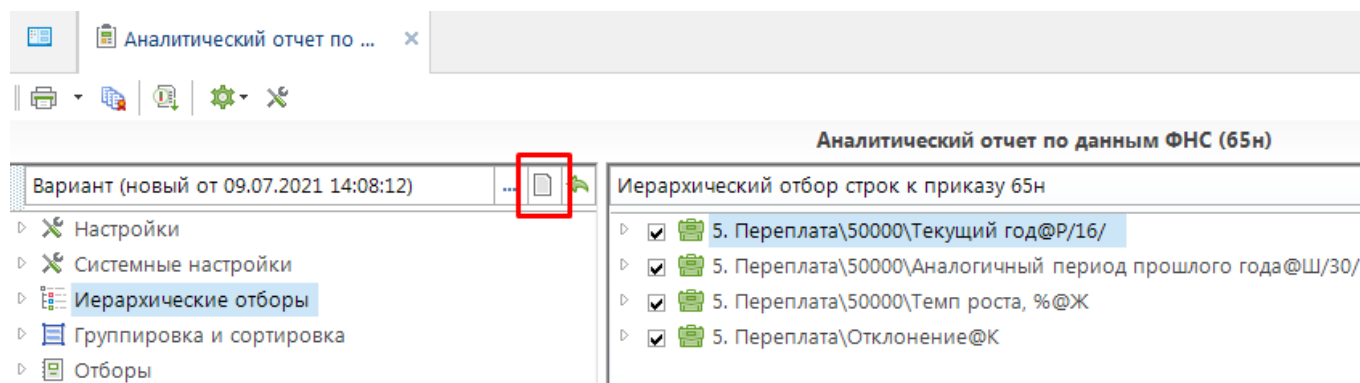 Аналитический отчет по ...
Аналитический отчет по данным ФНС (65н)
Вариант (новый от 09.07.2021 14:08:12) ...
Настройки
Системные настройки
Иерархические отборы
Группировка и сортировка
Отборы
Иерархический отбор строк к приказу 65н
5. Переплата\50000\Текущий год@Р/16/
5. Переплата\50000\Аналогичный период прошлого года@Ш/30/
5. Переплата\50000\Темп роста, %@Ж
5. Переплата\Отклонение@К